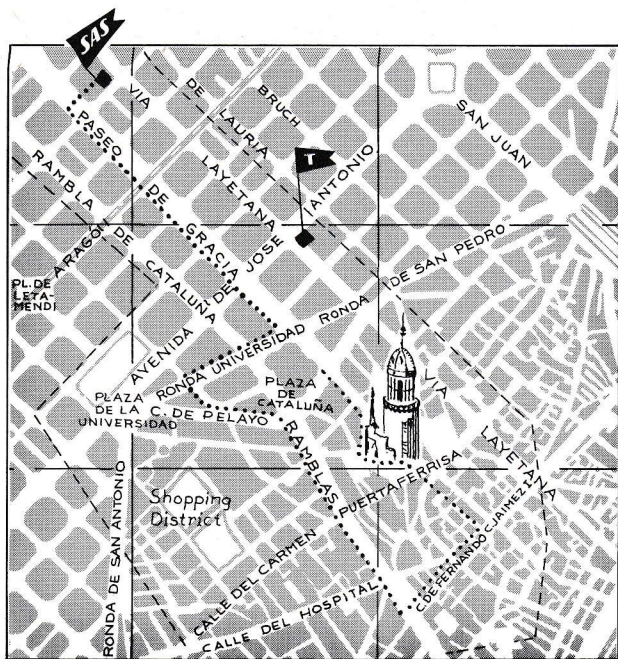 SAS
VIA
DE LAURIA
BRUCH
SAN JUAN
PASEO DE GRACIA
LAYETANA
T
ANTONIO
RAMBLA DE CATALUÑA
ARAGON
AVENIDA DE JOSE
PL. DE
LETA-
MENDI
RONDA UNIVERSIDAD
RONDA DE SAN PEDRO
PLAZA
DE LA
UNIVERSIDAD
C. DE PELAYO
PLAZA
DE
CATALUÑA
VIA LAYETANA
RAMBLAS
PUERTAFERRISA
Shopping
District
RONDA DE SAN ANTONIO
CALLE DEL CARMEN
CALLE DEL HOSPITAL
C. DE FERNANDO
C. JAIME I